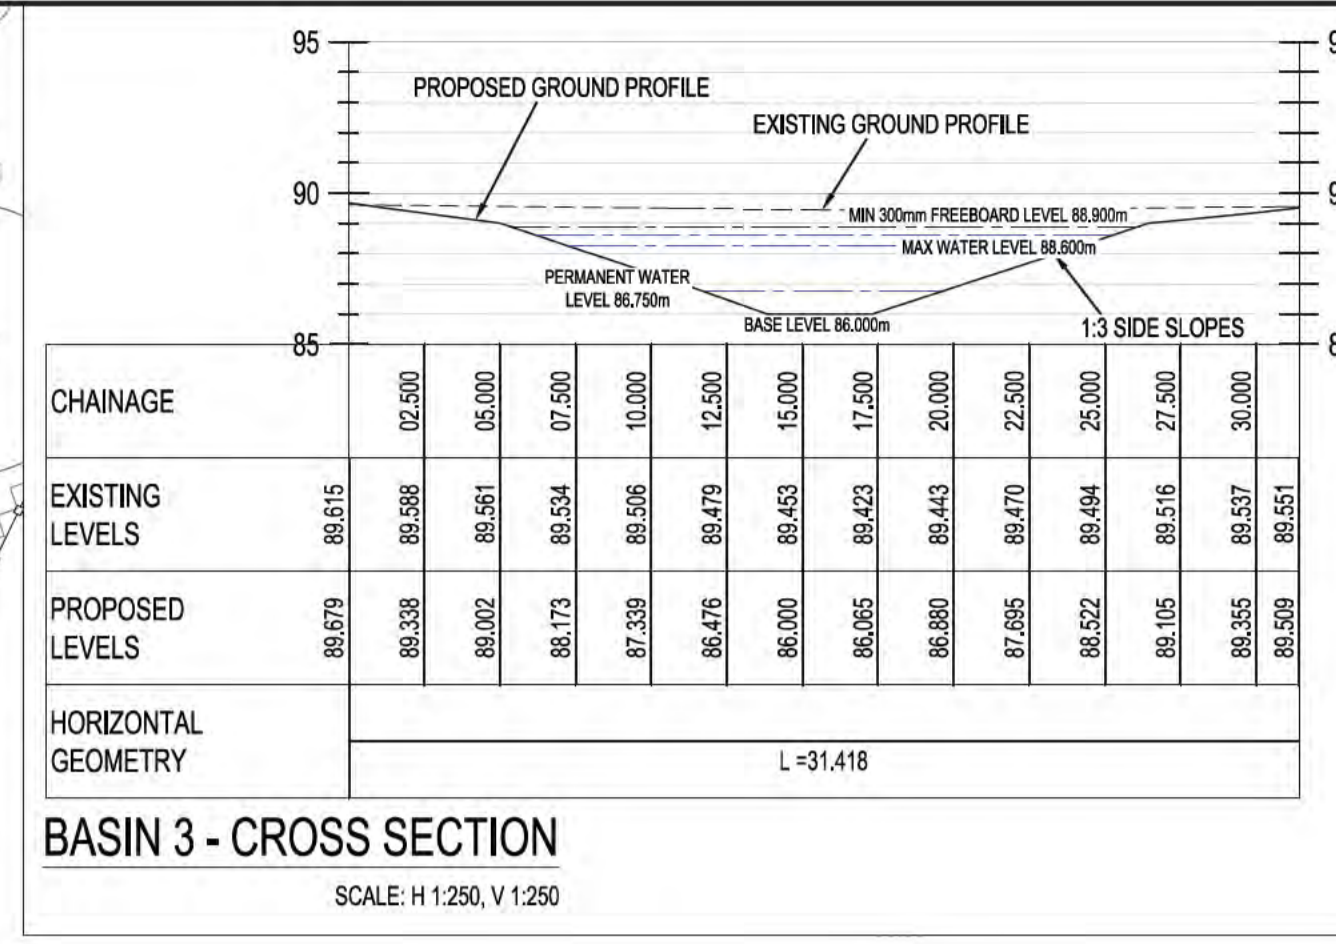 95
PROPOSED GROUND PROFILE
EXISTING GROUND PROFILE
90
MIN 300mm FREEBOARD LEVEL 88.900m
MAX WATER LEVEL 88.600m
PERMANENT WATER
LEVEL 86.750m
BASE LEVEL 86.000m
1:3 SIDE SLOPES
85
CHAINAGE 02.500 05.000 07.500 10.000 12.500 15.000 17.500 20.000 22.500 25.000 27.500 30.000
EXISTING
LEVELS
89.615 89.588 89.561 89.534 89.506 89.479 89.453 89.423 89.443 89.470 89.494 89.516 89.537 89.551
PROPOSED
LEVELS
89.679 89.338 89.002 88.173 87.339 86.476 86.000 86.065 86.880 87.695 88.522 89.105 89.355 89.509
HORIZONTAL
GEOMETRY
L =31.418
BASIN 3 - CROSS SECTION
SCALE: H 1:250, V 1:250